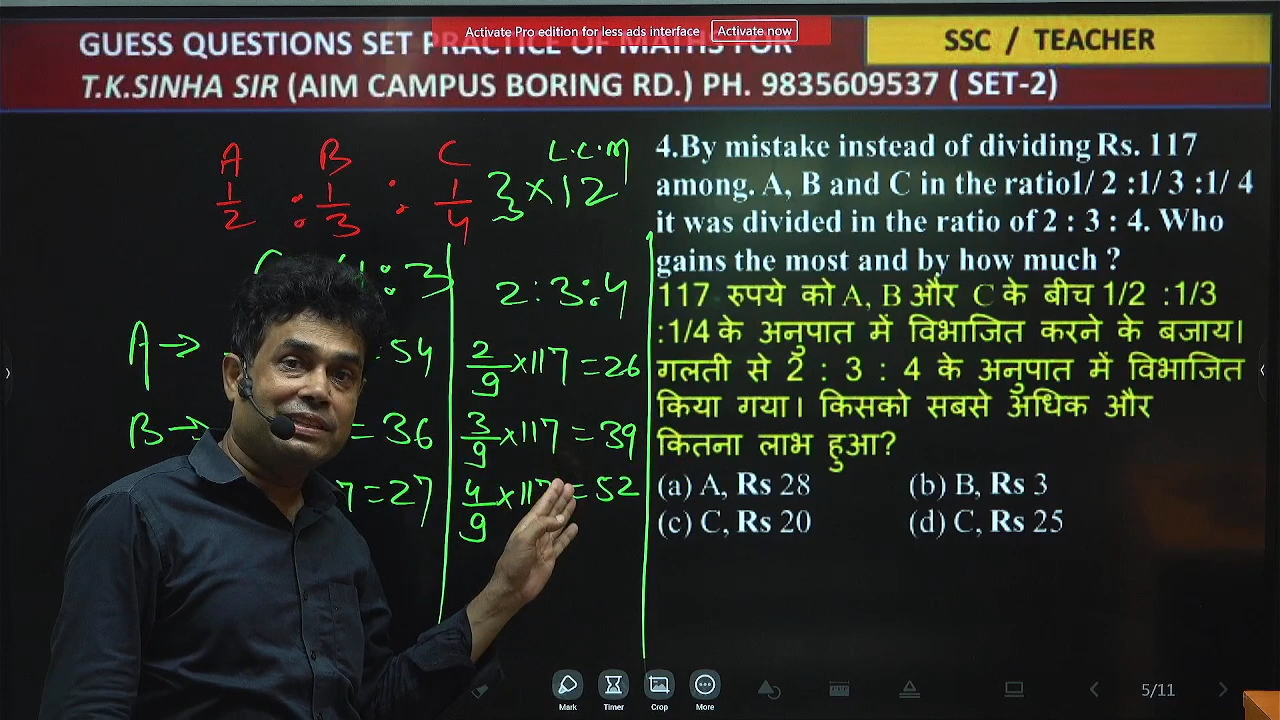 GUESS QUESTIONS SET PRACTICE OF MATHS FOR
Activate Pro edition for less ads interface Activate now
SSC / TEACHER
T.K.SINHA SIR (AIM CAMPUS BORING RD.) PH. 9835609537 ( SET-2)
A B C L.C.M
1/2 : 1/3 : 1/4 } × 12
: 3
2:3:4
A →
54
2/9 ×117 =26
B →
= 36
3/9 ×117 =39
7 =27
4/9 ×117 =52
4.By mistake instead of dividing Rs. 117
among. A, B and C in the ratio1/ 2 :1/ 3 :1/ 4
it was divided in the ratio of 2 : 3 : 4. Who
gains the most and by how much ?
117 रुपये को A, B और C के बीच 1/2 :1/3
:1/4 के अनुपात में विभाजित करने के बजाय।
गलती से 2 : 3 : 4 के अनुपात में विभाजित
किया गया। किसको सबसे अधिक और
कितना लाभ हुआ?
(a) A, Rs 28 (b) B, Rs 3
(c) C, Rs 20 (d) C, Rs 25
Mark Timer Crop More
5/11